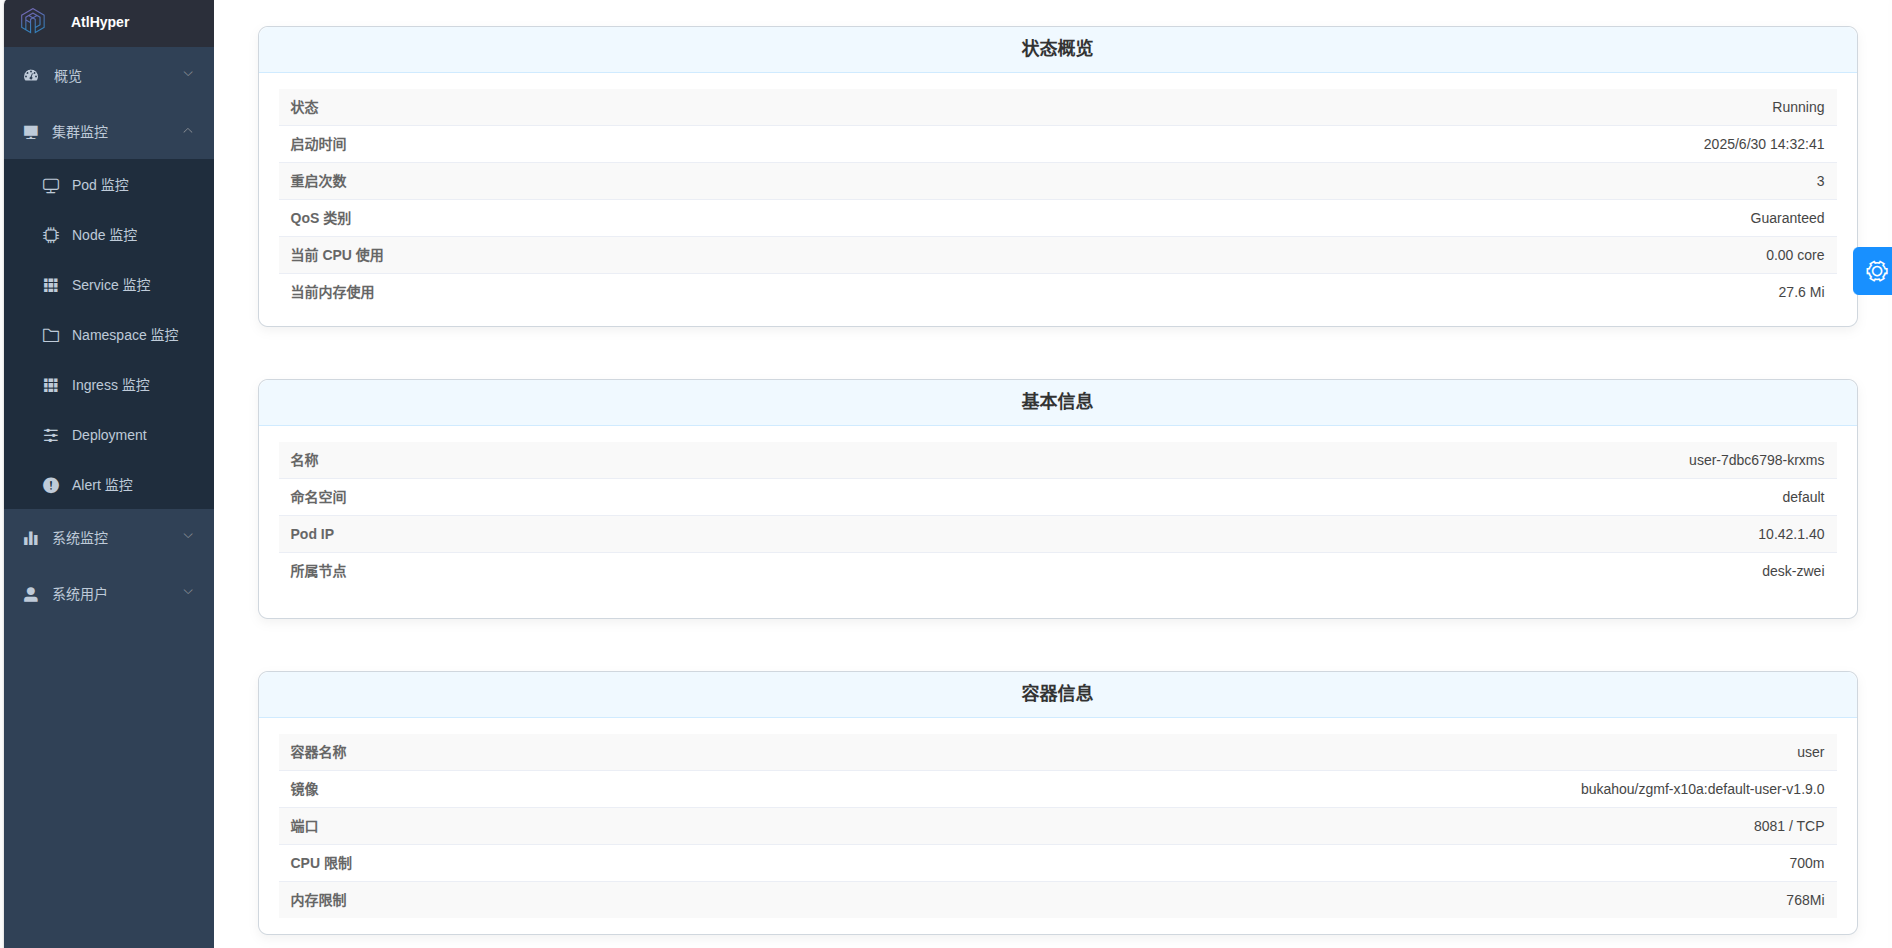 AtlHyper
概览
集群监控
Pod 监控
Node 监控
Service 监控
Namespace 监控
Ingress 监控
Deployment
Alert 监控
系统监控
系统用户
状态概览
状态 Running
启动时间 2025/6/30 14:32:41
重启次数 3
QoS 类别 Guaranteed
当前 CPU 使用 0.00 core
当前内存使用 27.6 Mi
基本信息
名称 user-7dbc6798-krxms
命名空间 default
Pod IP 10.42.1.40
所属节点 desk-zwei
容器信息
容器名称 user
镜像 bukahou/zgmf-x10a:default-user-v1.9.0
端口 8081 / TCP
CPU 限制 700m
内存限制 768Mi